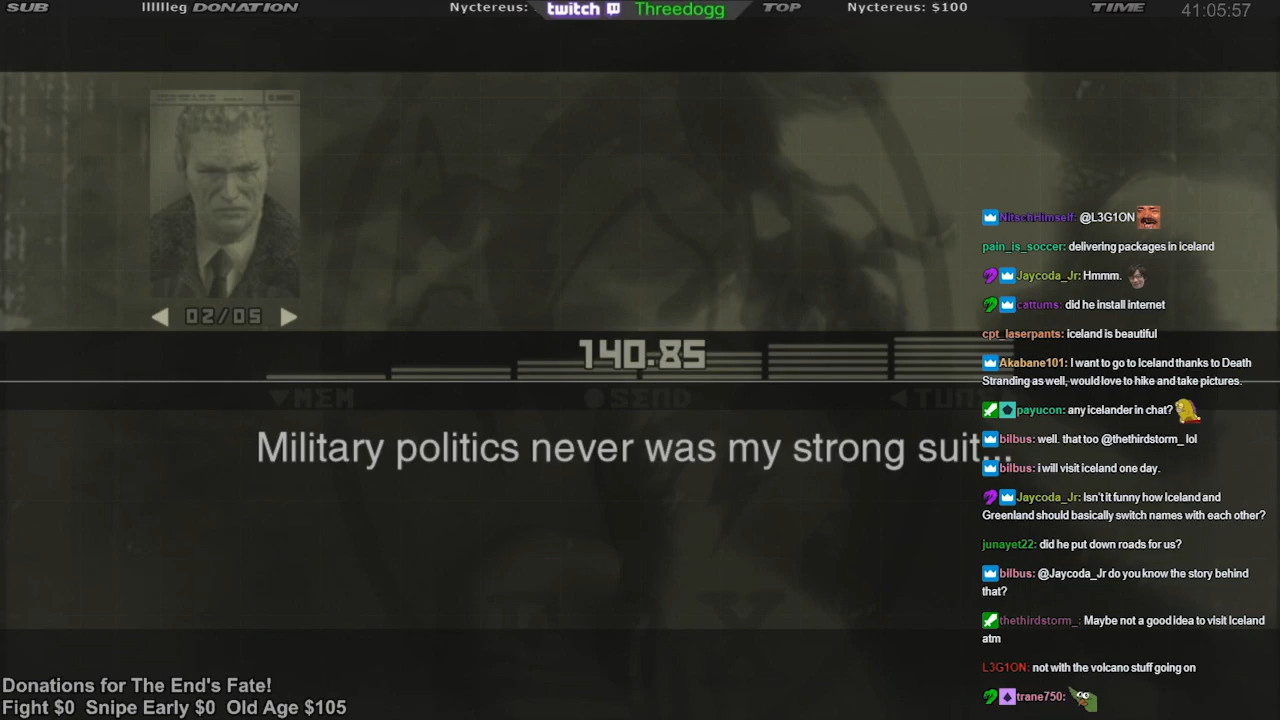 SUB lllllleg DONATION Nyctereus: twitch Threedogg TOP Nyctereus: $100 TIME 41:05:57
02/05
140.85
MEM SEND TUNE
Military politics never was my strong suit...
NitschHimself: @L3G1ON
pain_is_soccer: delivering packages in iceland
Jaycoda_Jr: Hmmm.
cattums: did he install internet
cpt_laserpants: iceland is beautiful
Akabane101: I want to go to Iceland thanks to Death
Stranding as well, would love to hike and take pictures.
payucon: any icelander in chat?
bilbus: well. that too @thethirdstorm_ lol
bilbus: i will visit iceland one day.
Jaycoda_Jr: Isn't it funny how Iceland and
Greenland should basically switch names with each other?
junayet22: did he put down roads for us?
bilbus: @Jaycoda_Jr do you know the story behind
that?
thethirdstorm_: Maybe not a good idea to visit Iceland
atm
L3G1ON: not with the volcano stuff going on
trane750:
Donations for The End's Fate!
Fight $0 Snipe Early $0 Old Age $105